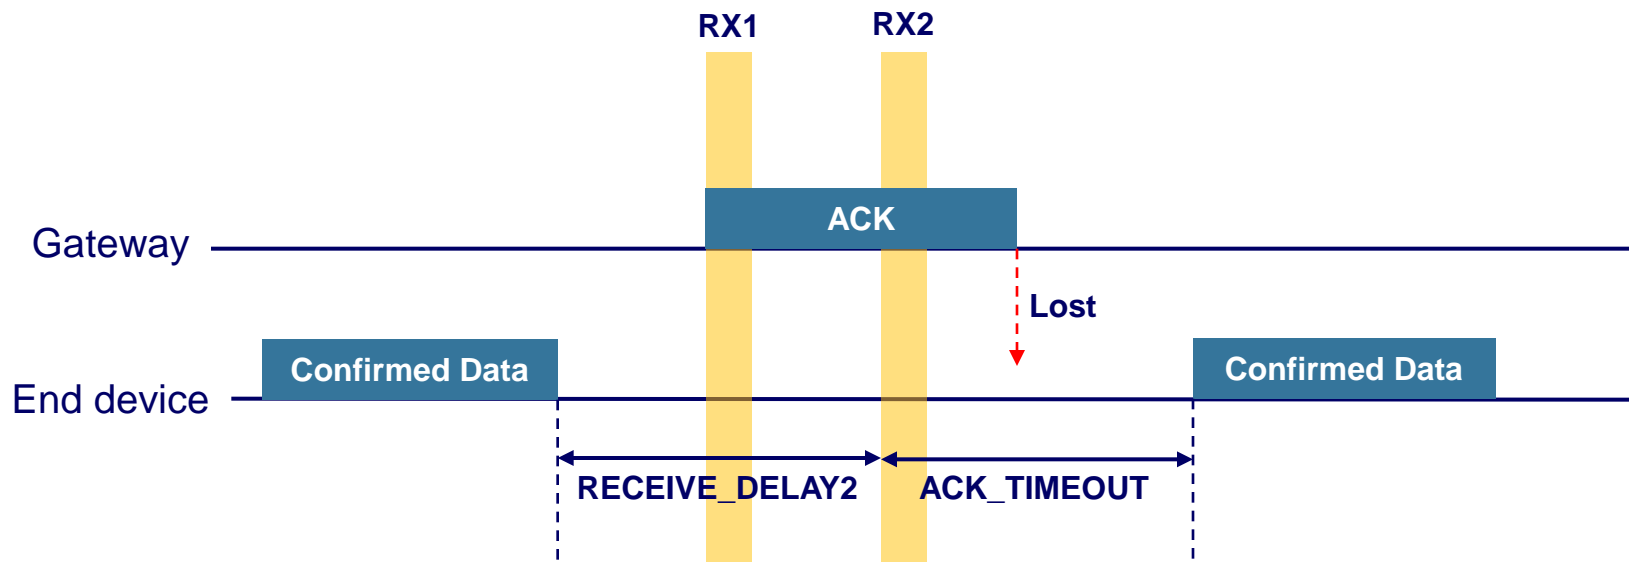 RX1
RX2
ACK
Gateway
Lost
Confirmed Data
Confirmed Data
End device
RECEIVE_DELAY2
ACK_TIMEOUT